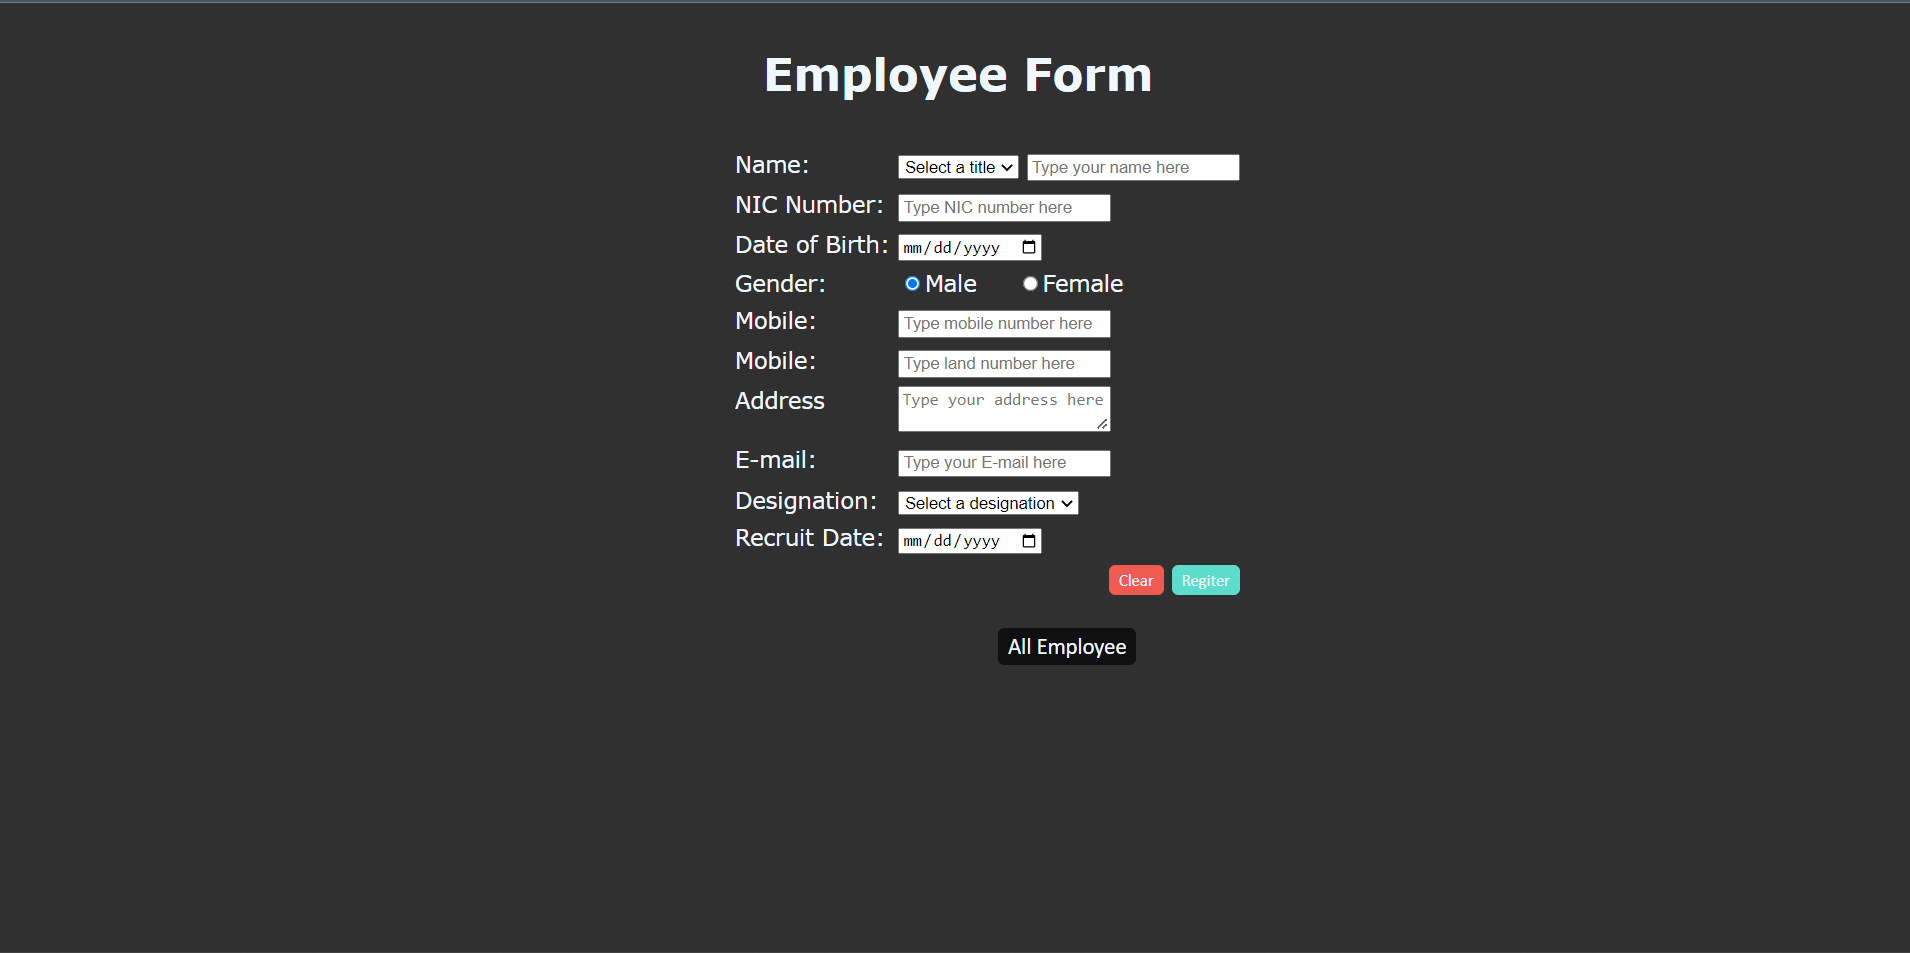 Employee Form
Name: Select a title Type your name here
NIC Number: Type NIC number here
Date of Birth: mm/dd/yyyy
Gender: Male Female
Mobile: Type mobile number here
Mobile: Type land number here
Address Type your address here
E-mail: Type your E-mail here
Designation: Select a designation
Recruit Date: mm/dd/yyyy
Clear Regiter
All Employee